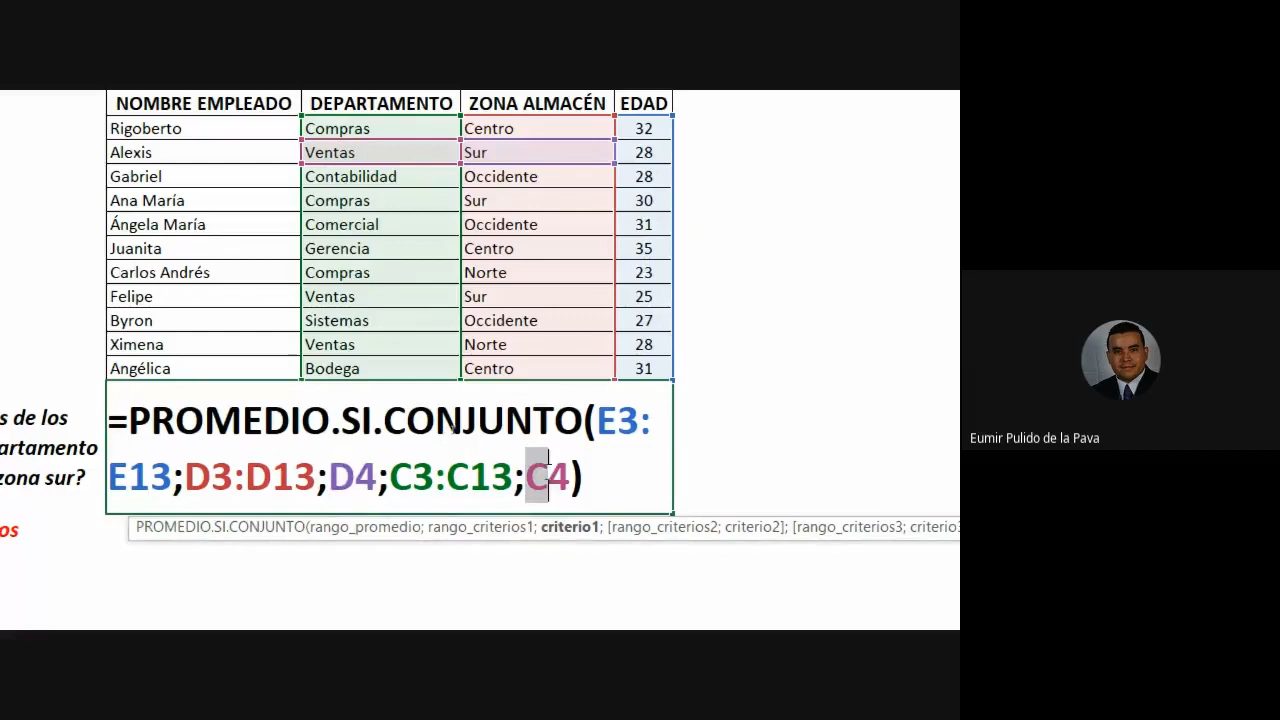 NOMBRE EMPLEADO DEPARTAMENTO ZONA ALMACÉN EDAD
Rigoberto Compras Centro 32
Alexis Ventas Sur 28
Gabriel Contabilidad Occidente 28
Ana María Compras Sur 30
Ángela María Comercial Occidente 31
Juanita Gerencia Centro 35
Carlos Andrés Compras Norte 23
Felipe Ventas Sur 25
Byron Sistemas Occidente 27
Ximena Ventas Norte 28
Angélica Bodega Centro 31
s de los
artamento
zona sur?
os
=PROMEDIO.SI.CONJUNTO(E3:
E13;D3:D13;D4;C3:C13;C4)
PROMEDIO.SI.CONJUNTO(rango_promedio; rango_criterios1; criterio1; [rango_criterios2; criterio2]; [rango_criterios3; criterio3
Eumir Pulido de la Pava